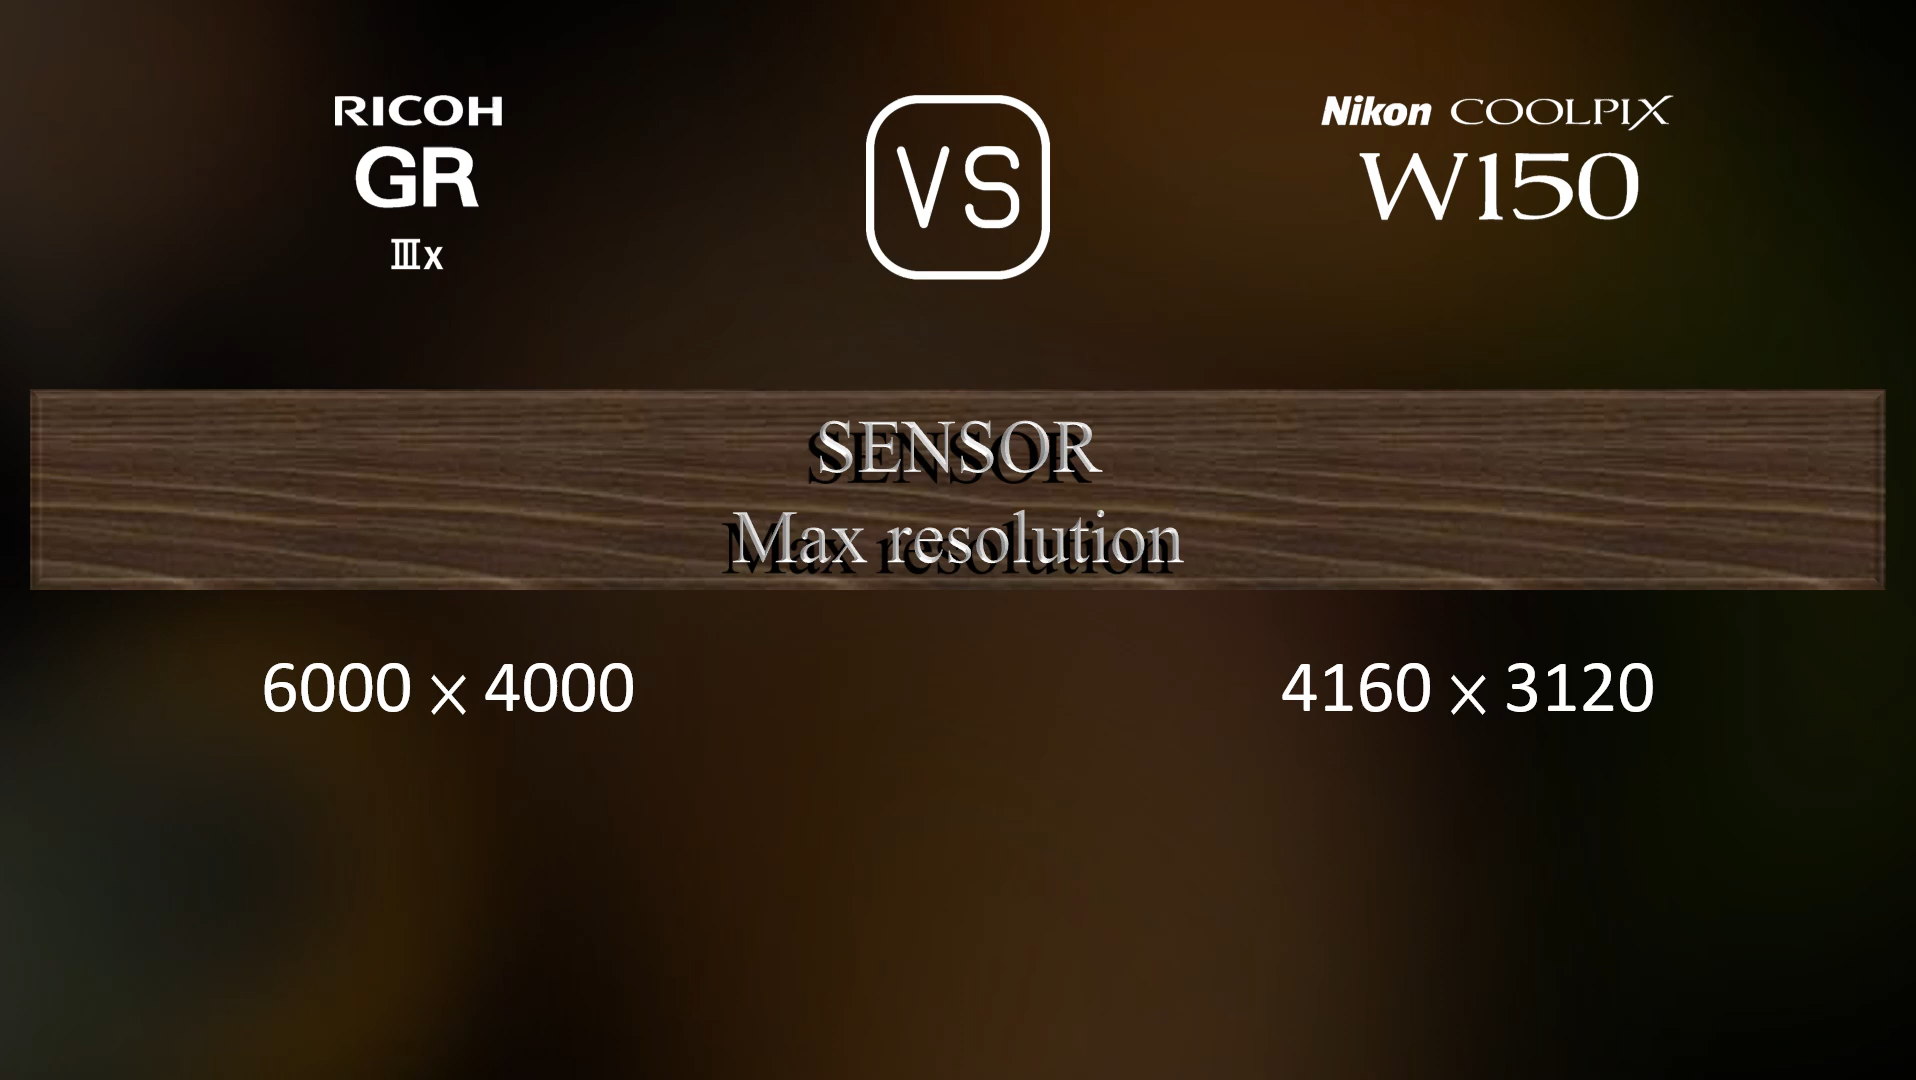 RICOH
GR
IIIx
VS
Nikon COOLPIX
W150
SENSOR
Max resolution
6000 x 4000
4160 x 3120